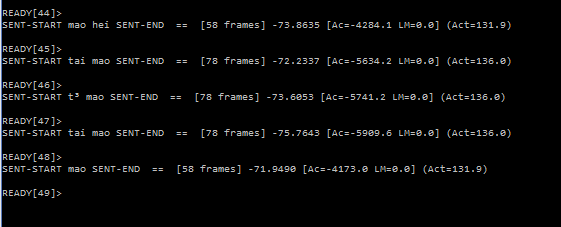 READY[44]>
SENT-START mao hei SENT-END  ==  [58 frames] -73.8635 [Ac=-4284.1 LM=0.0] (Act=131.9)
READY[45]>
SENT-START tai mao SENT-END  ==  [78 frames] -72.2337 [Ac=-5634.2 LM=0.0] (Act=136.0)
READY[46]>
SENT-START t³ mao SENT-END  ==  [78 frames] -73.6053 [Ac=-5741.2 LM=0.0] (Act=136.0)
READY[47]>
SENT-START tai mao SENT-END  ==  [78 frames] -75.7643 [Ac=-5909.6 LM=0.0] (Act=136.0)
READY[48]>
SENT-START mao SENT-END  ==  [58 frames] -71.9490 [Ac=-4173.0 LM=0.0] (Act=131.9)
READY[49]>